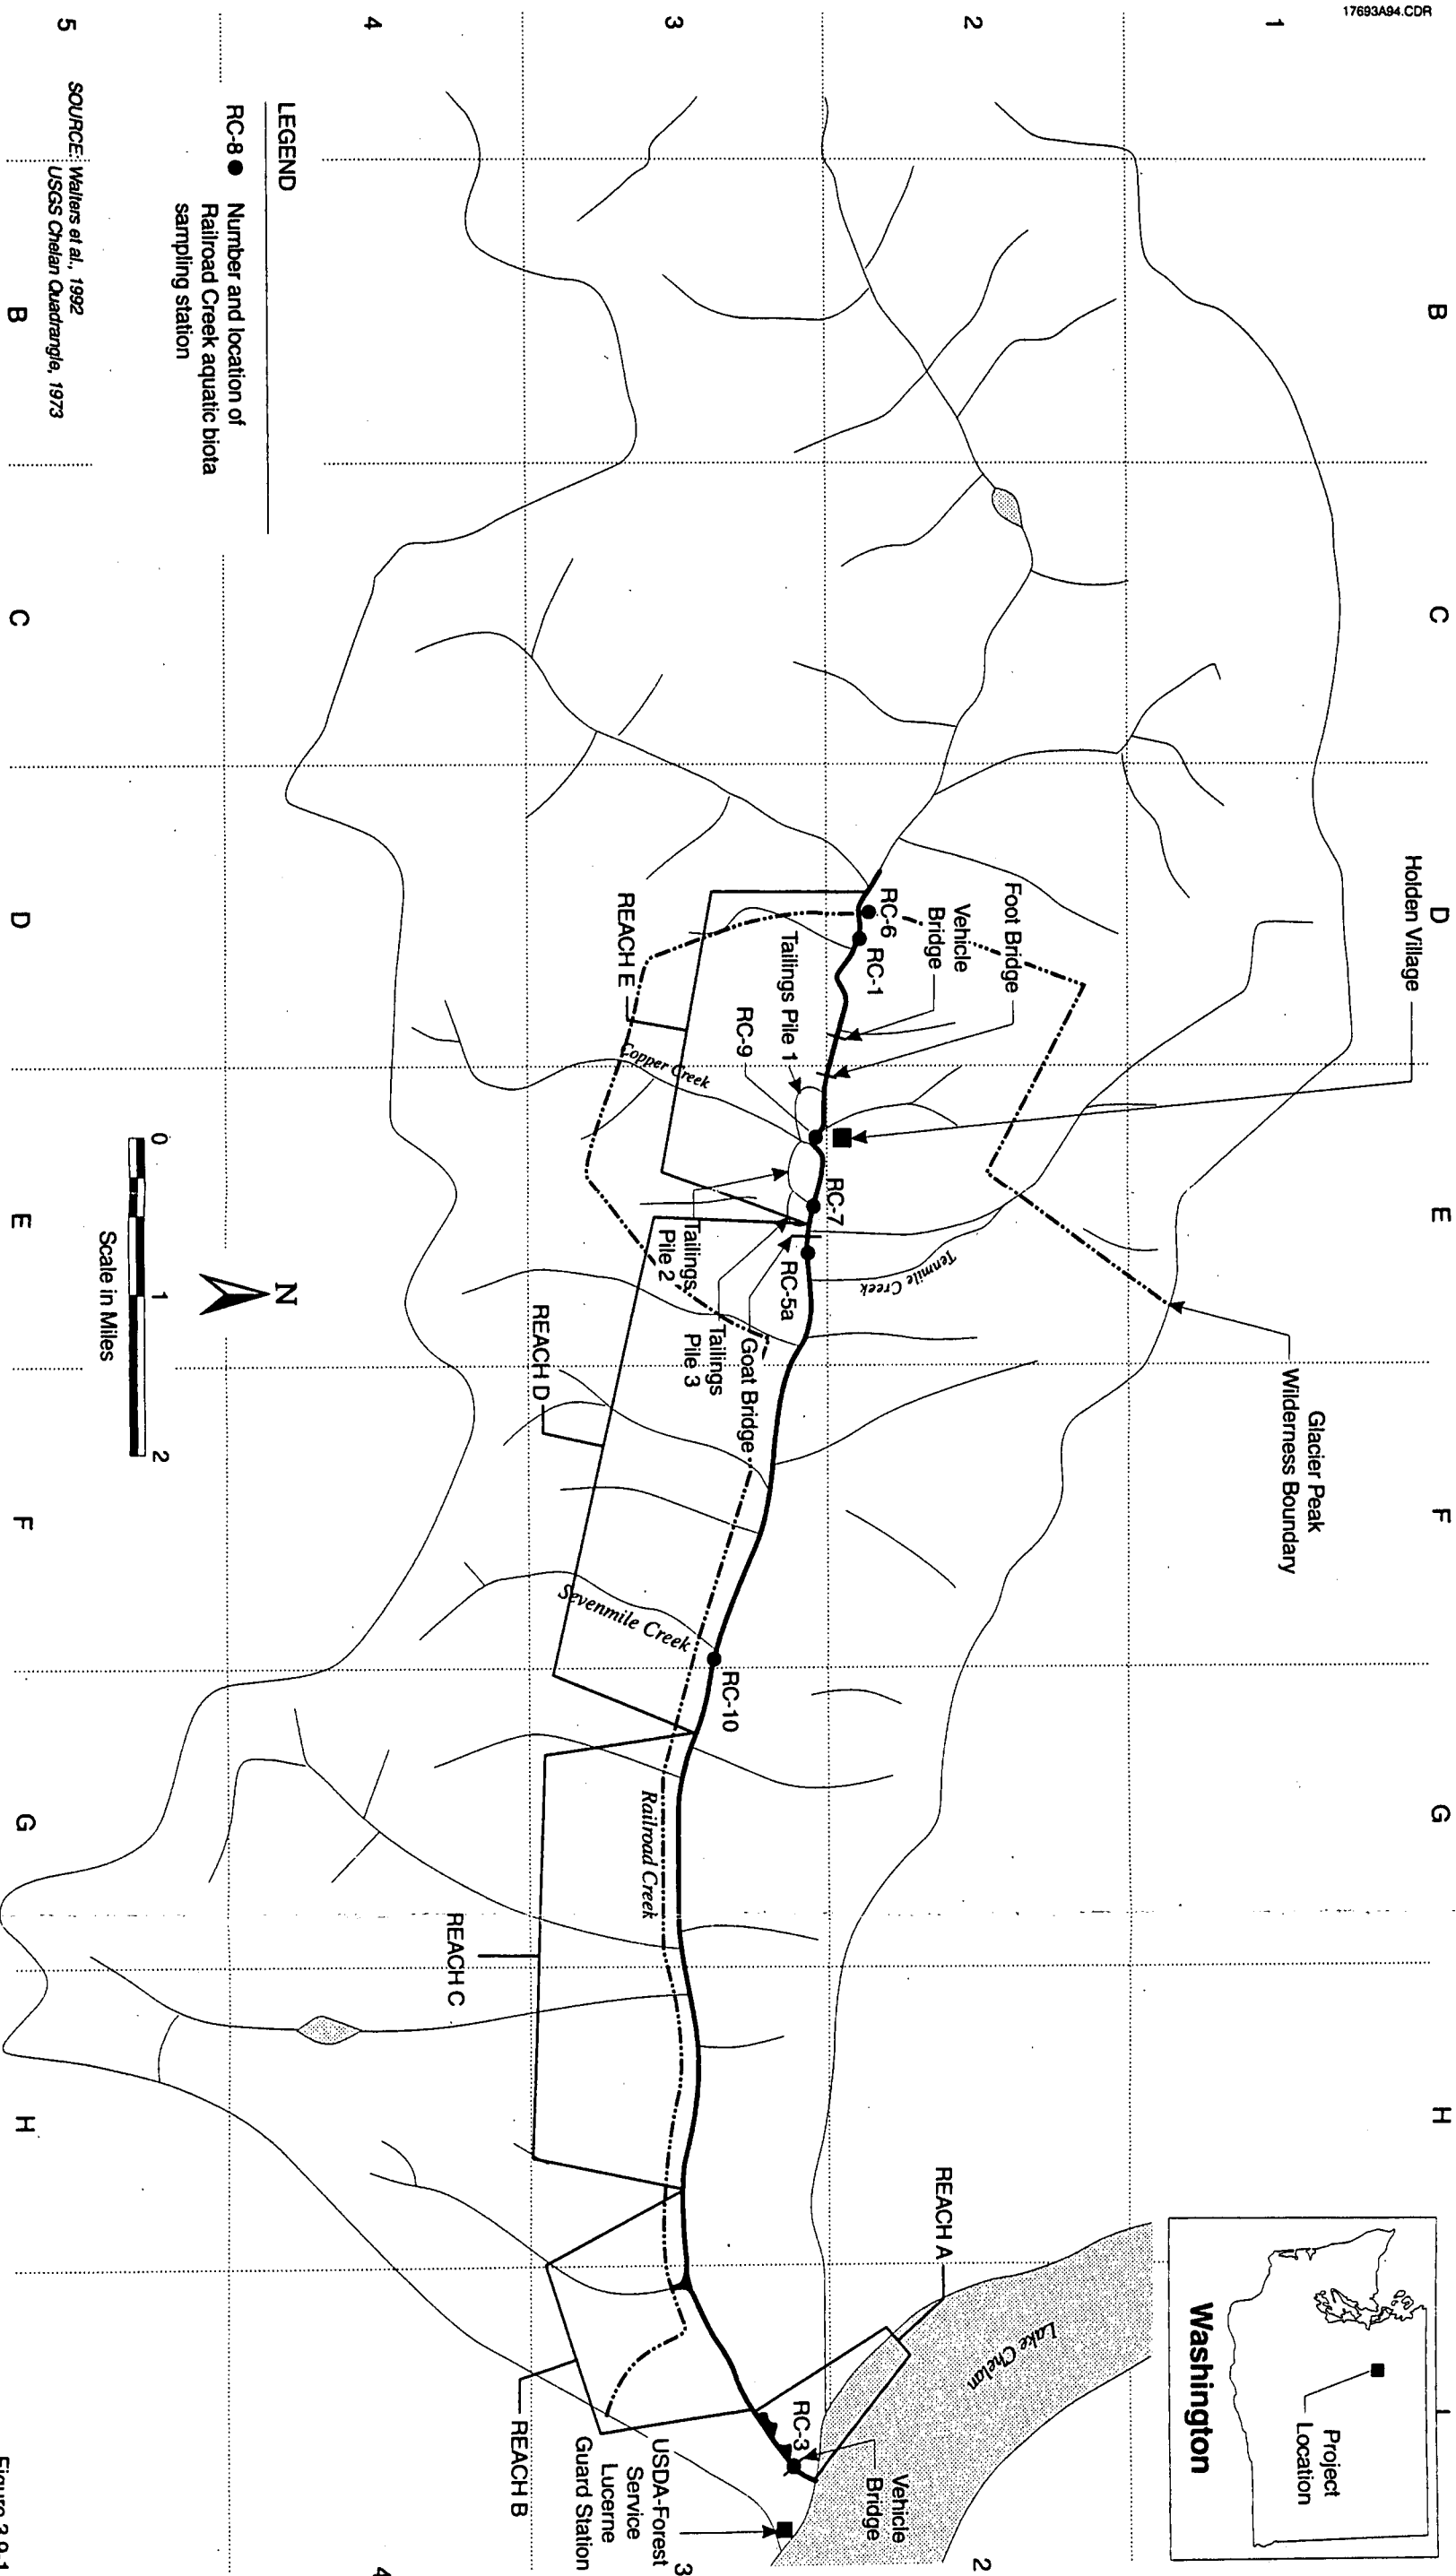 17693A94.CDR
1
2
3
4
5
B
C
D
E
F
G
H
I
B
C
D
E
F
G
H
2
3
4
Holden Village
Glacier Peak
Wilderness Boundary
Foot Bridge
Vehicle
Bridge
RC-6
RC-1
Tailings Pile 1
RC-9
REACH E
Copper Creek
RC-7
Tailings
Pile 2
RC-5a
Tenmile Creek
Tailings
Pile 3
Goat Bridge
REACH D
Sevenmile Creek
RC-10
Railroad Creek
REACH C
REACH A
Lake Chelan
RC-3
Vehicle
Bridge
REACH B
USDA-Forest
Service
Lucerne
Guard Station
Project
Location
Washington
LEGEND
RC-8 ● Number and location of
Railroad Creek aquatic biota
sampling station
SOURCE: Walters et al., 1992
USGS Chelan Quadrangle, 1973
N
0 1 2
Scale in Miles